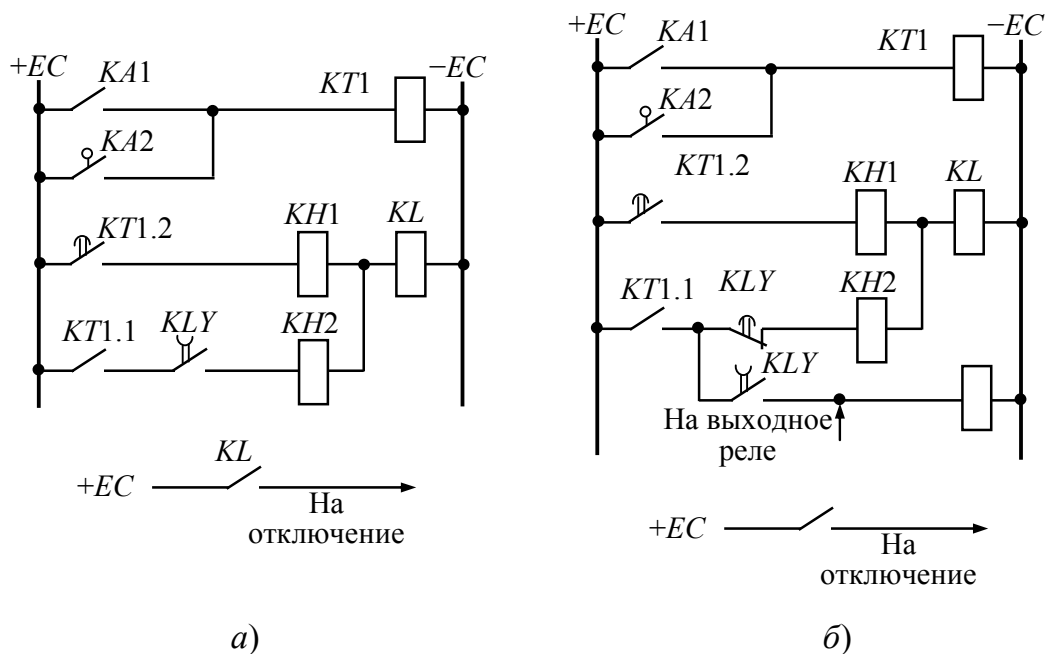 +EC
KA1
KT1
−EC
KA2
KT1.2
KH1
KL
KT1.1
KLY
KH2
KL
+EC
На
отключение
а)
+EC
KA1
KT1
−EC
KA2
KT1.2
KH1
KL
KT1.1
KLY
KH2
KLY
На выходное
реле
+EC
На
отключение
б)